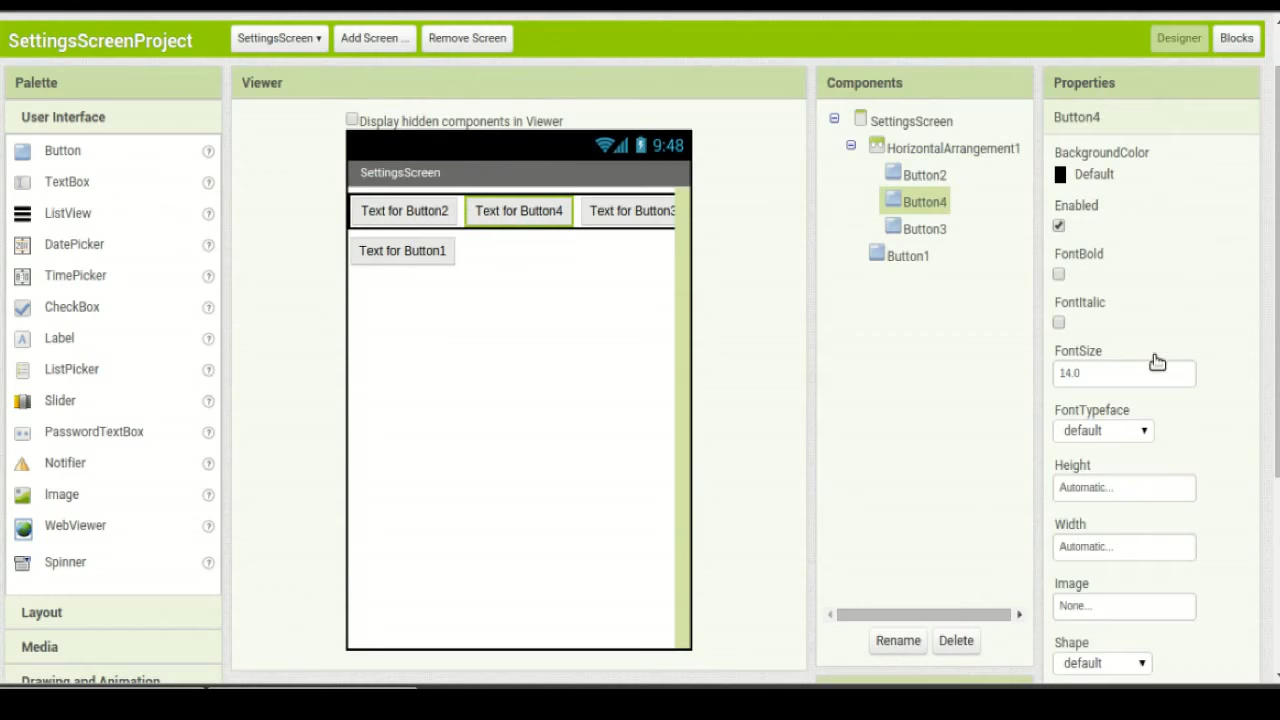 SettingsScreenProject
SettingsScreen ▾
Add Screen ...
Remove Screen
Designer
Blocks
Palette
User Interface
Button
TextBox
ListView
DatePicker
TimePicker
CheckBox
Label
ListPicker
Slider
PasswordTextBox
Notifier
Image
WebViewer
Spinner
Layout
Media
Drawing and Animation
Viewer
Display hidden components in Viewer
9:48
SettingsScreen
Text for Button2
Text for Button4
Text for Button3
Text for Button1
Components
SettingsScreen
HorizontalArrangement1
Button2
Button4
Button3
Button1
Rename
Delete
Properties
Button4
BackgroundColor
Default
Enabled
FontBold
FontItalic
FontSize
14.0
FontTypeface
default
Height
Automatic...
Width
Automatic...
Image
None...
Shape
default